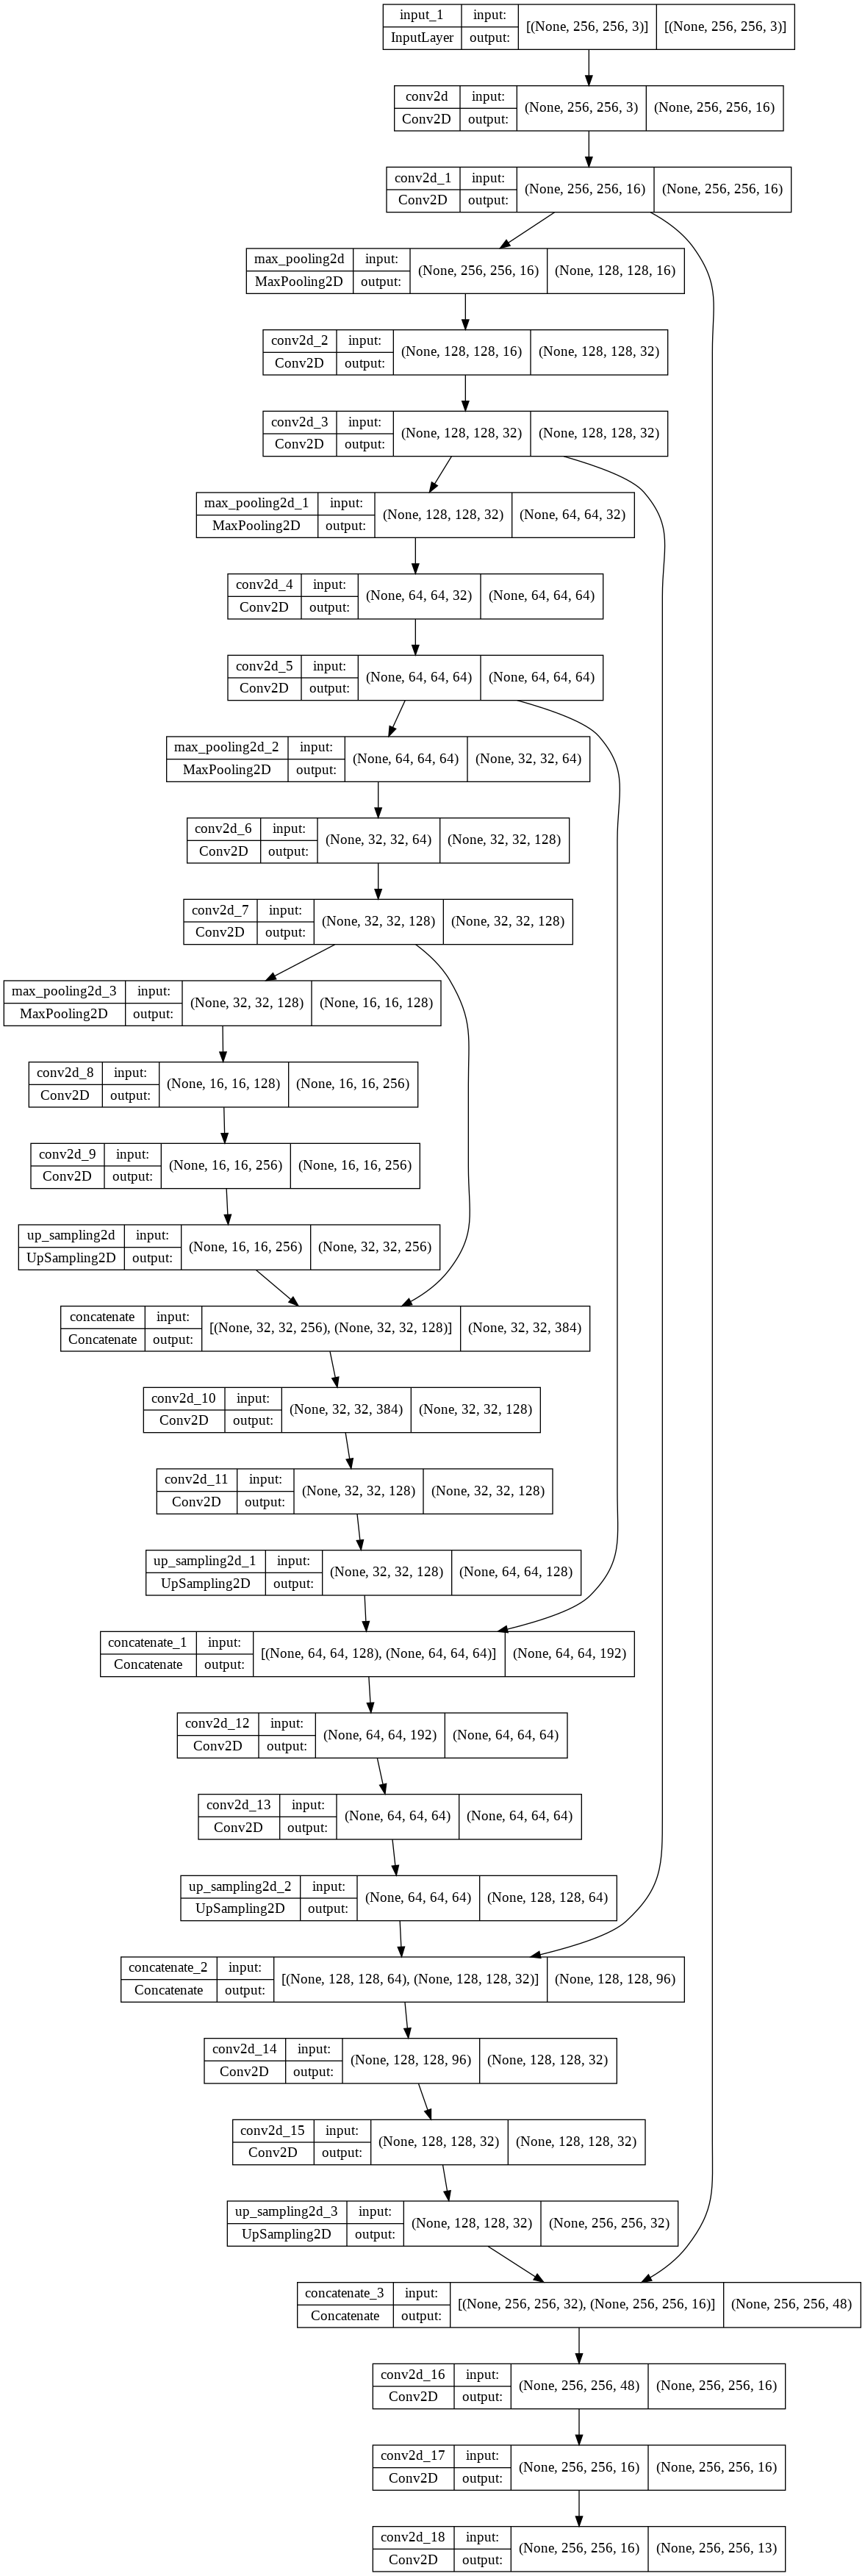 input_1 input: [(None, 256, 256, 3)] [(None, 256, 256, 3)]
InputLayer output:
conv2d input: (None, 256, 256, 3) (None, 256, 256, 16)
Conv2D output:
conv2d_1 input: (None, 256, 256, 16) (None, 256, 256, 16)
Conv2D output:
max_pooling2d input: (None, 256, 256, 16) (None, 128, 128, 16)
MaxPooling2D output:
conv2d_2 input: (None, 128, 128, 16) (None, 128, 128, 32)
Conv2D output:
conv2d_3 input: (None, 128, 128, 32) (None, 128, 128, 32)
Conv2D output:
max_pooling2d_1 input: (None, 128, 128, 32) (None, 64, 64, 32)
MaxPooling2D output:
conv2d_4 input: (None, 64, 64, 32) (None, 64, 64, 64)
Conv2D output:
conv2d_5 input: (None, 64, 64, 64) (None, 64, 64, 64)
Conv2D output:
max_pooling2d_2 input: (None, 64, 64, 64) (None, 32, 32, 64)
MaxPooling2D output:
conv2d_6 input: (None, 32, 32, 64) (None, 32, 32, 128)
Conv2D output:
conv2d_7 input: (None, 32, 32, 128) (None, 32, 32, 128)
Conv2D output:
max_pooling2d_3 input: (None, 32, 32, 128) (None, 16, 16, 128)
MaxPooling2D output:
conv2d_8 input: (None, 16, 16, 128) (None, 16, 16, 256)
Conv2D output:
conv2d_9 input: (None, 16, 16, 256) (None, 16, 16, 256)
Conv2D output:
up_sampling2d input: (None, 16, 16, 256) (None, 32, 32, 256)
UpSampling2D output:
concatenate input: [(None, 32, 32, 256), (None, 32, 32, 128)] (None, 32, 32, 384)
Concatenate output:
conv2d_10 input: (None, 32, 32, 384) (None, 32, 32, 128)
Conv2D output:
conv2d_11 input: (None, 32, 32, 128) (None, 32, 32, 128)
Conv2D output:
up_sampling2d_1 input: (None, 32, 32, 128) (None, 64, 64, 128)
UpSampling2D output:
concatenate_1 input: [(None, 64, 64, 128), (None, 64, 64, 64)] (None, 64, 64, 192)
Concatenate output:
conv2d_12 input: (None, 64, 64, 192) (None, 64, 64, 64)
Conv2D output:
conv2d_13 input: (None, 64, 64, 64) (None, 64, 64, 64)
Conv2D output:
up_sampling2d_2 input: (None, 64, 64, 64) (None, 128, 128, 64)
UpSampling2D output:
concatenate_2 input: [(None, 128, 128, 64), (None, 128, 128, 32)] (None, 128, 128, 96)
Concatenate output:
conv2d_14 input: (None, 128, 128, 96) (None, 128, 128, 32)
Conv2D output:
conv2d_15 input: (None, 128, 128, 32) (None, 128, 128, 32)
Conv2D output:
up_sampling2d_3 input: (None, 128, 128, 32) (None, 256, 256, 32)
UpSampling2D output:
concatenate_3 input: [(None, 256, 256, 32), (None, 256, 256, 16)] (None, 256, 256, 48)
Concatenate output:
conv2d_16 input: (None, 256, 256, 48) (None, 256, 256, 16)
Conv2D output:
conv2d_17 input: (None, 256, 256, 16) (None, 256, 256, 16)
Conv2D output:
conv2d_18 input: (None, 256, 256, 16) (None, 256, 256, 13)
Conv2D output: